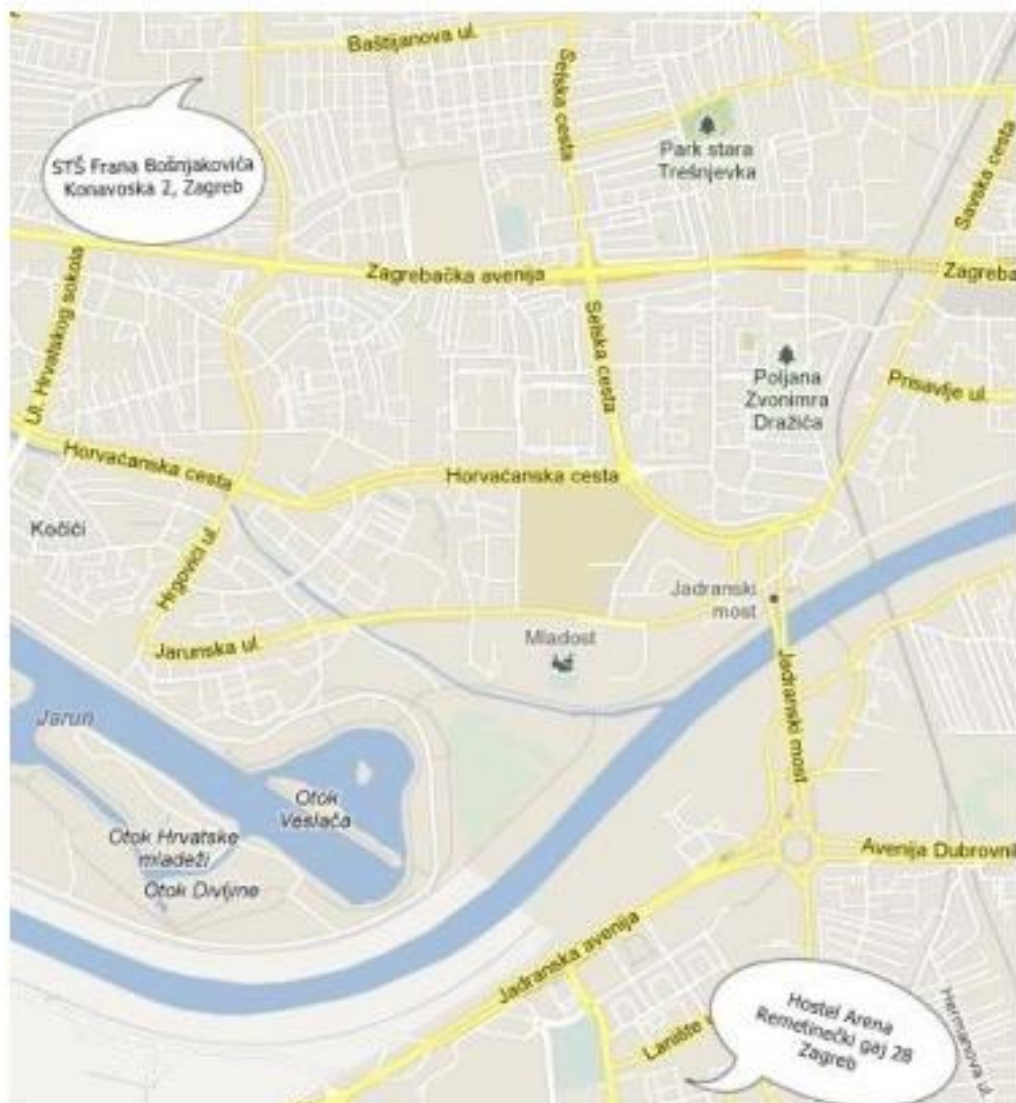 Baštijanova ul.
Selska cesta
STŠ Frana Bošnjakovića
Konavoska 2, Zagreb
Park stara
Trešnjevka
Savska cesta
Ul. Hrvatskog sokola
Zagrebačka avenija
Zagreba
Selska cesta
Poljana
Zvonimra
Dražića
Prisavlje ul.
Horvaćanska cesta
Horvaćanska cesta
Kočići
Hrgovići ul.
Jadranski
most
Jarunska ul.
Mladost
Jadranski most
Jarun
Otok
Veslača
Otok Hrvatske
mladeži
Otok Divljne
Avenija Dubrovnik
Jadranska avenija
Lanište
Hostel Arena
Remetinečki gaj 28
Zagreb
Hermanova ul.